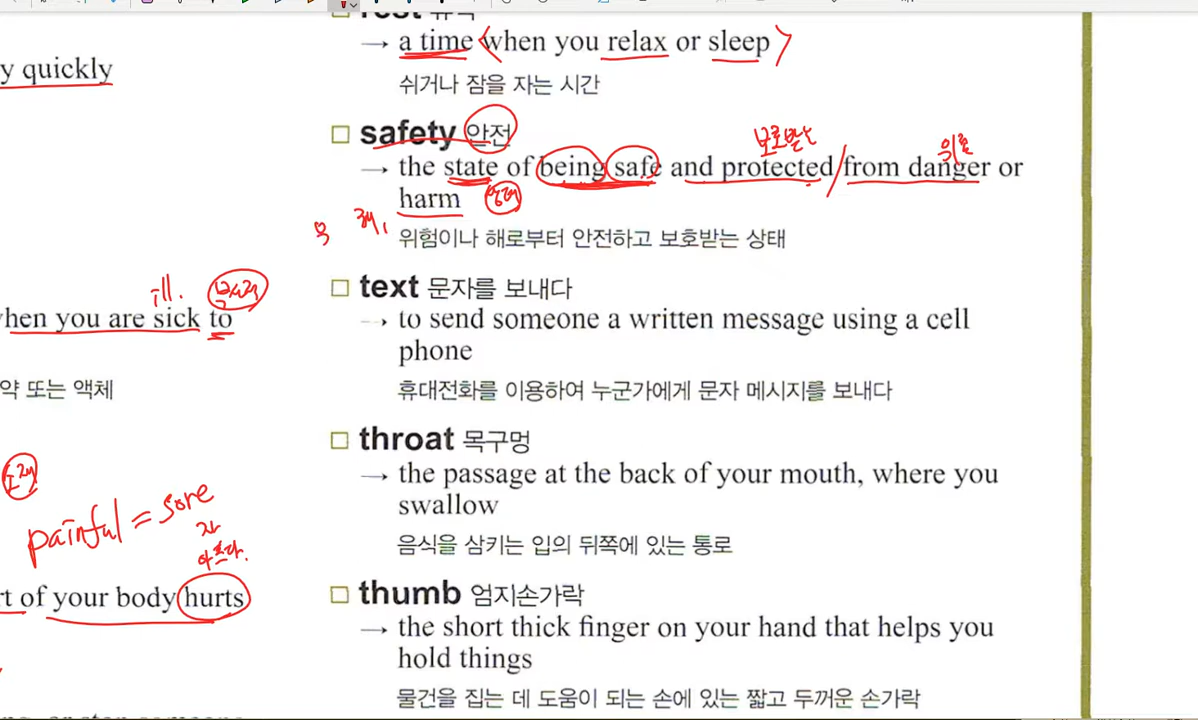 y quickly
hen you are sick to
ill.
약 또는 액체
painful = sore
아프다.
rt of your body hurts
rest 휴식
→ a time when you relax or sleep
쉬거나 잠을 자는 시간
safety 안전
→ the state of being safe and protected from danger or
harm
위험이나 해로부터 안전하고 보호받는 상태
text 문자를 보내다
→ to send someone a written message using a cell
phone
휴대전화를 이용하여 누군가에게 문자 메시지를 보내다
throat 목구멍
→ the passage at the back of your mouth, where you
swallow
음식을 삼키는 입의 뒤쪽에 있는 통로
thumb 엄지손가락
→ the short thick finger on your hand that helps you
hold things
물건을 집는 데 도움이 되는 손에 있는 짧고 두꺼운 손가락